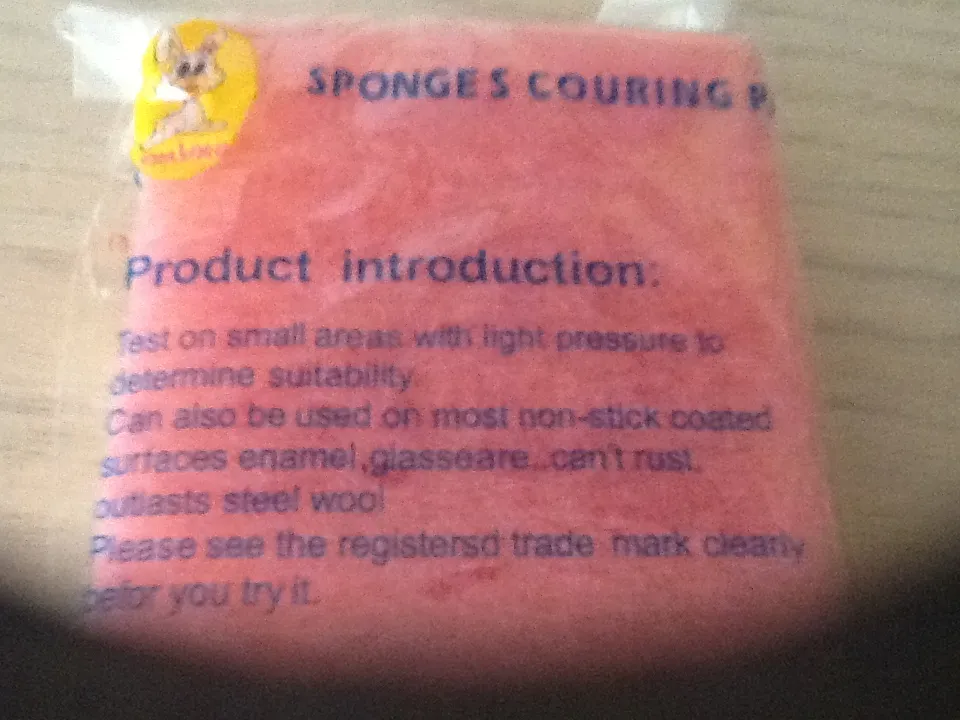 SPONGE S COURING P
Product introduction:
Test on small areas with light pressure to
determine suitability.
Can also be used on most non-stick coated
surfaces enamel,glasseare..can't rust.
outlasts steel wool
Please see the registersd trade mark clearly
befor you try it.